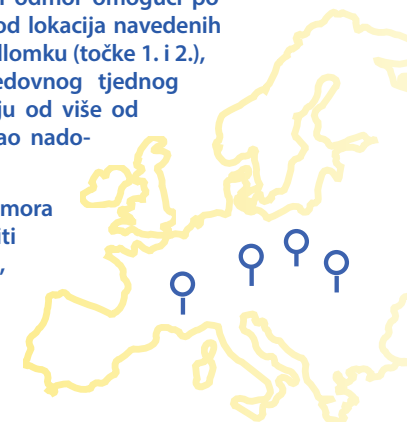 odmor omogući po
od lokacija navedenih
dlomku (točke 1. i 2.),
edovnog tjednog
ju od više od
ao nado-
mora
iti
,